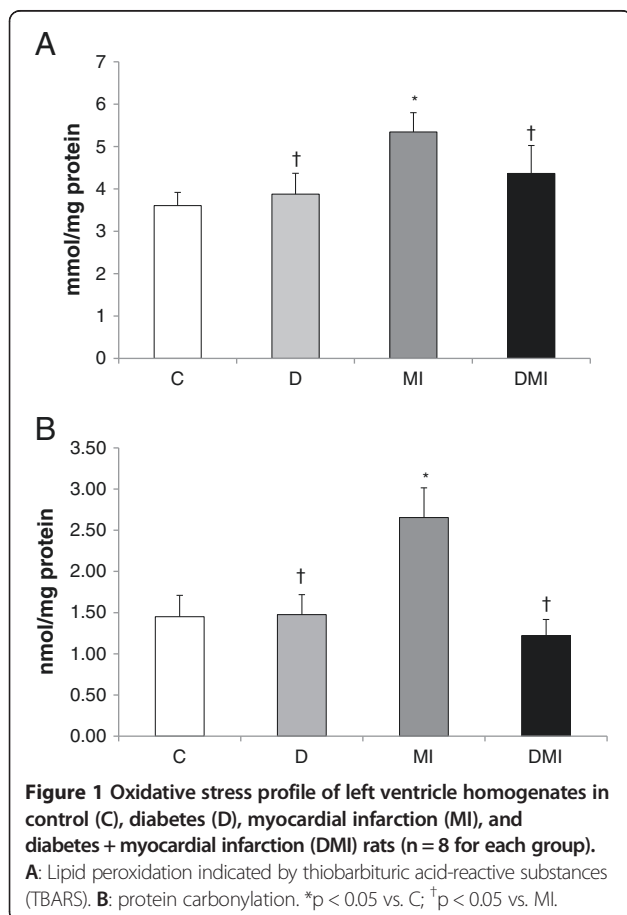 A
7
6
5
4
3
2
1
0
mmol/mg protein
*
†
†
C D MI DMI
B
3.50
3.00
2.50
2.00
1.50
1.00
0.50
0.00
nmol/mg protein
*
†
†
C D MI DMI
Figure 1 Oxidative stress profile of left ventricle homogenates in
control (C), diabetes (D), myocardial infarction (MI), and
diabetes + myocardial infarction (DMI) rats (n = 8 for each group).
A: Lipid peroxidation indicated by thiobarbituric acid-reactive substances
(TBARS). B: protein carbonylation. *p < 0.05 vs. C; †p < 0.05 vs. MI.